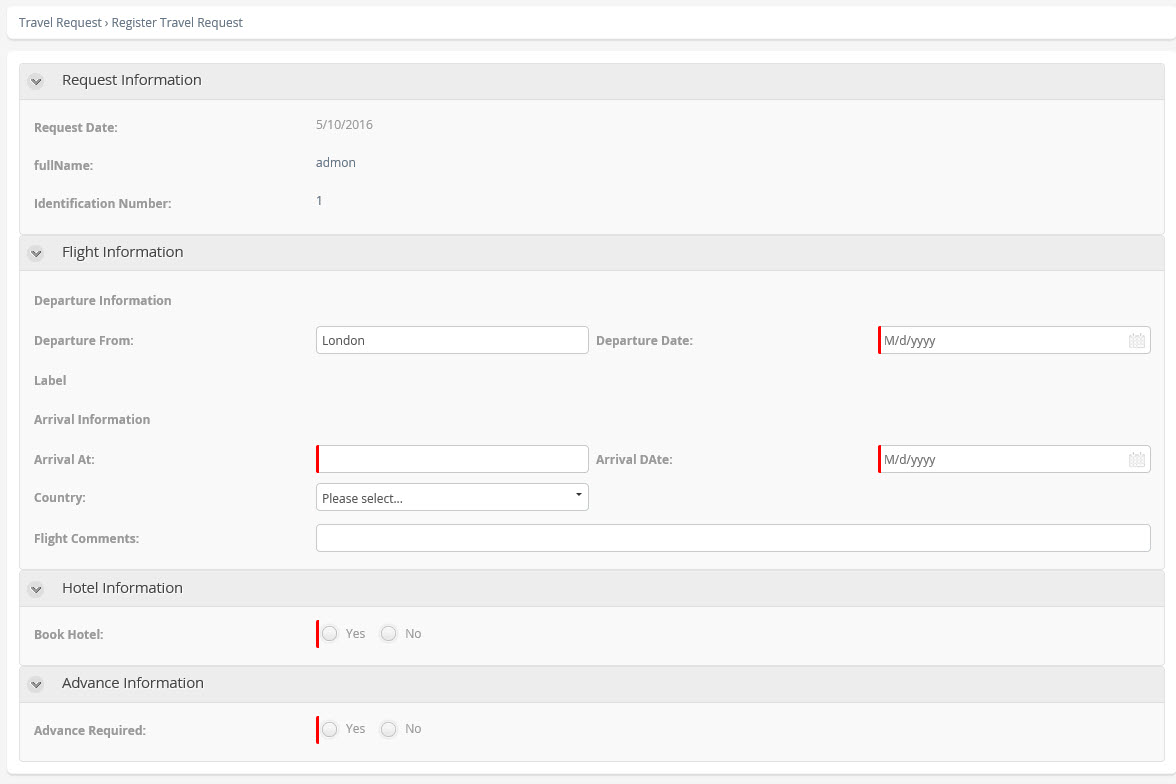 Travel Request › Register Travel Request
Request Information
Request Date: 5/10/2016
fullName: admon
Identification Number: 1
Flight Information
Departure Information
Departure From: London Departure Date: M/d/yyyy
Label
Arrival Information
Arrival At: Arrival DAte: M/d/yyyy
Country: Please select...
Flight Comments:
Hotel Information
Book Hotel: Yes No
Advance Information
Advance Required: Yes No